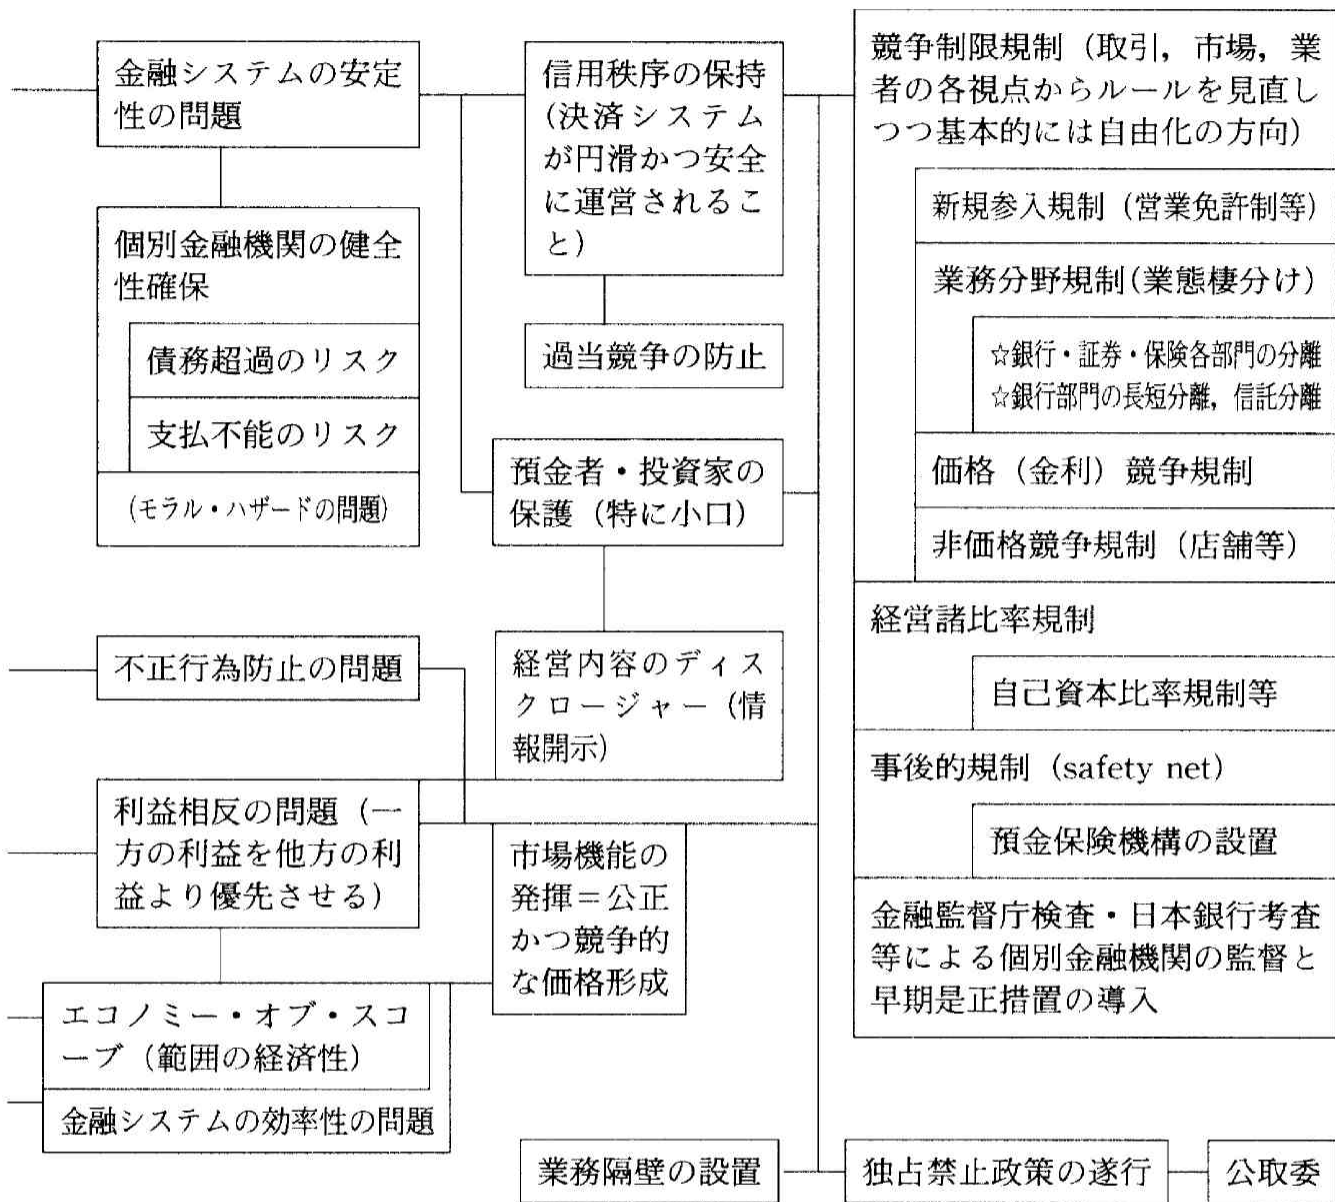 金融システムの安定
性の問題
個別金融機関の健全
性確保
債務超過のリスク
支払不能のリスク
(モラル・ハザードの問題)
不正行為防止の問題
利益相反の問題（一
方の利益を他方の利
益より優先させる）
エコノミー・オブ・スコ
ーブ（範囲の経済性）
金融システムの効率性の問題
信用秩序の保持
(決済システム
が円滑かつ安全
に運営されるこ
と）
過当競争の防止
預金者・投資家の
保護（特に小口）
経営内容のディス
クロージャー（情
報開示）
市場機能の
発揮＝公正
かつ競争的
な価格形成
業務隔壁の設置
競争制限規制（取引，市場，業
者の各視点からルールを見直し
つつ基本的には自由化の方向）
新規参入規制（営業免許制等）
業務分野規制(業態棲分け）
☆銀行・証券・保険各部門の分離
☆銀行部門の長短分離，信託分離
価格（金利）競争規制
非価格競争規制（店舗等）
経営諸比率規制
自己資本比率規制等
事後的規制（safety net）
預金保険機構の設置
金融監督庁検査・日本銀行考査
等による個別金融機関の監督と
早期是正措置の導入
独占禁止政策の遂行
公取委